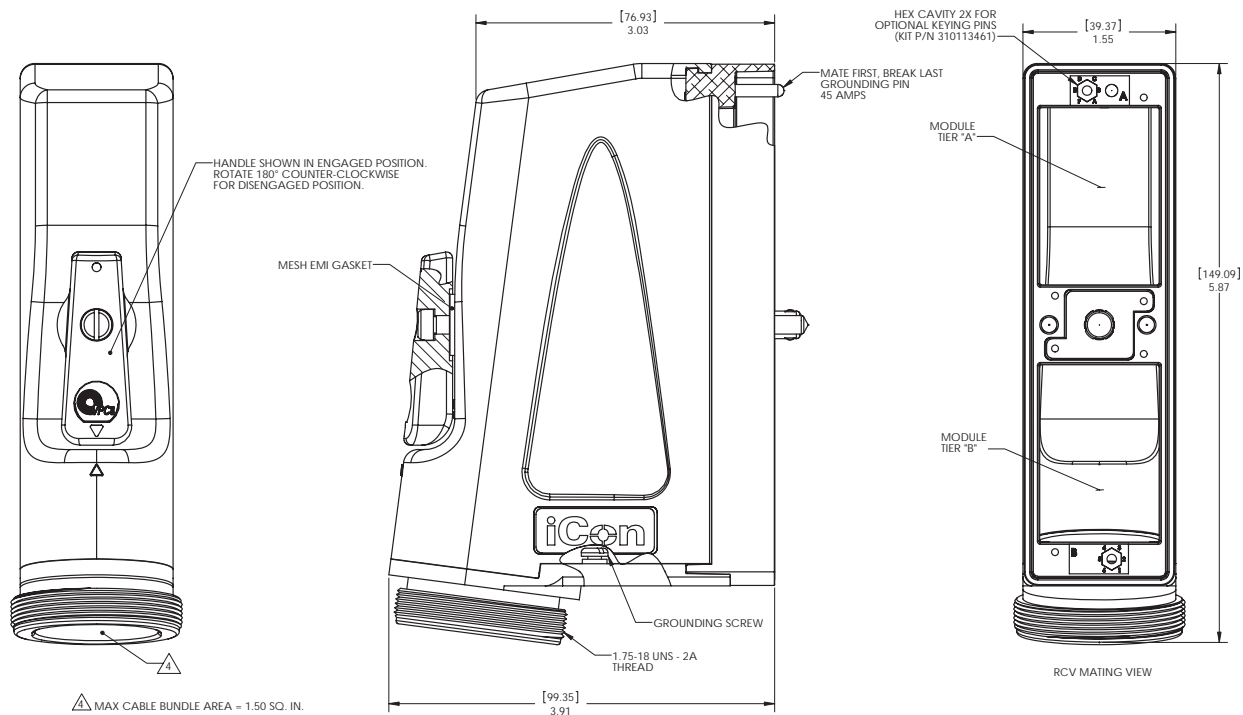 [76.93]
3.03
HEX CAVITY 2X FOR
OPTIONAL KEYING PINS
(KIT P/N 310113461)
[39.37]
1.55
MATE FIRST, BREAK LAST
GROUNDING PIN
45 AMPS
A
MODULE
TIER "A"
HANDLE SHOWN IN ENGAGED POSITION.
ROTATE 180° COUNTER-CLOCKWISE
FOR DISENGAGED POSITION.
MESH EMI GASKET
[149.09]
5.87
VPC
MODULE
TIER "B"
iCon
B
GROUNDING SCREW
1.75-18 UNS - 2A
THREAD
4
RCV MATING VIEW
4 MAX CABLE BUNDLE AREA = 1.50 SQ. IN.
[99.35]
3.91